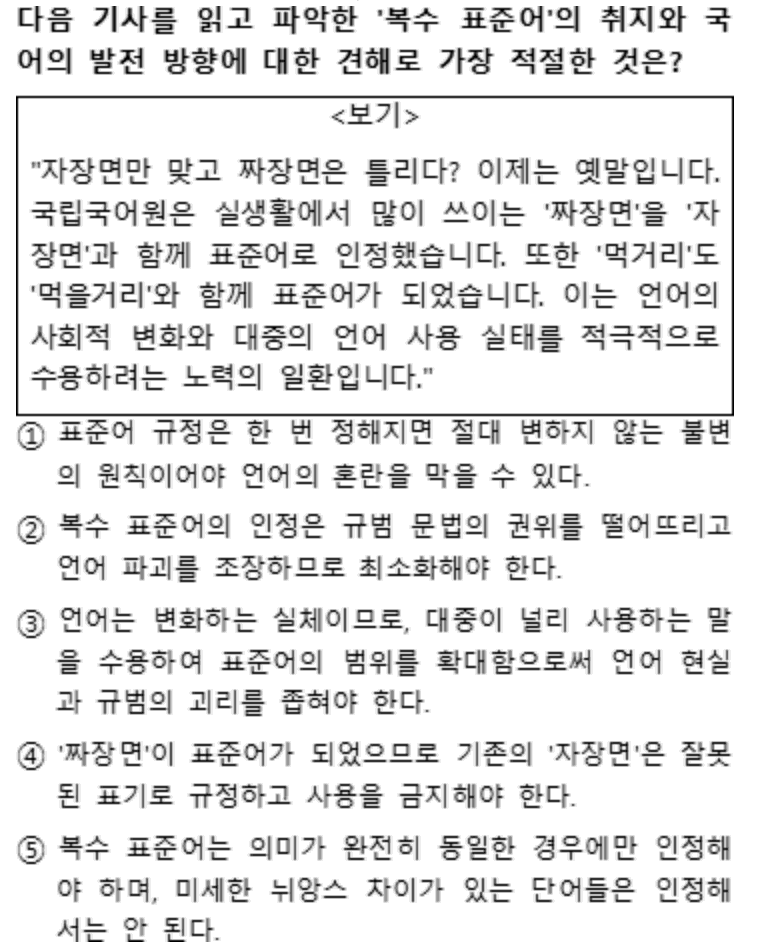 다음 기사를 읽고 파악한 '복수 표준어'의 취지와 국
어의 발전 방향에 대한 견해로 가장 적절한 것은?
<보기>
"자장면만 맞고 짜장면은 틀리다? 이제는 옛말입니다.
국립국어원은 실생활에서 많이 쓰이는 '짜장면'을 '자
장면'과 함께 표준어로 인정했습니다. 또한 '먹거리'도
'먹을거리'와 함께 표준어가 되었습니다. 이는 언어의
사회적 변화와 대중의 언어 사용 실태를 적극적으로
수용하려는 노력의 일환입니다."
① 표준어 규정은 한 번 정해지면 절대 변하지 않는 불변
의 원칙이어야 언어의 혼란을 막을 수 있다.
② 복수 표준어의 인정은 규범 문법의 권위를 떨어뜨리고
언어 파괴를 조장하므로 최소화해야 한다.
③ 언어는 변화하는 실체이므로, 대중이 널리 사용하는 말
을 수용하여 표준어의 범위를 확대함으로써 언어 현실
과 규범의 괴리를 좁혀야 한다.
④ '짜장면'이 표준어가 되었으므로 기존의 '자장면'은 잘못
된 표기로 규정하고 사용을 금지해야 한다.
⑤ 복수 표준어는 의미가 완전히 동일한 경우에만 인정해
야 하며, 미세한 뉘앙스 차이가 있는 단어들은 인정해
서는 안 된다.